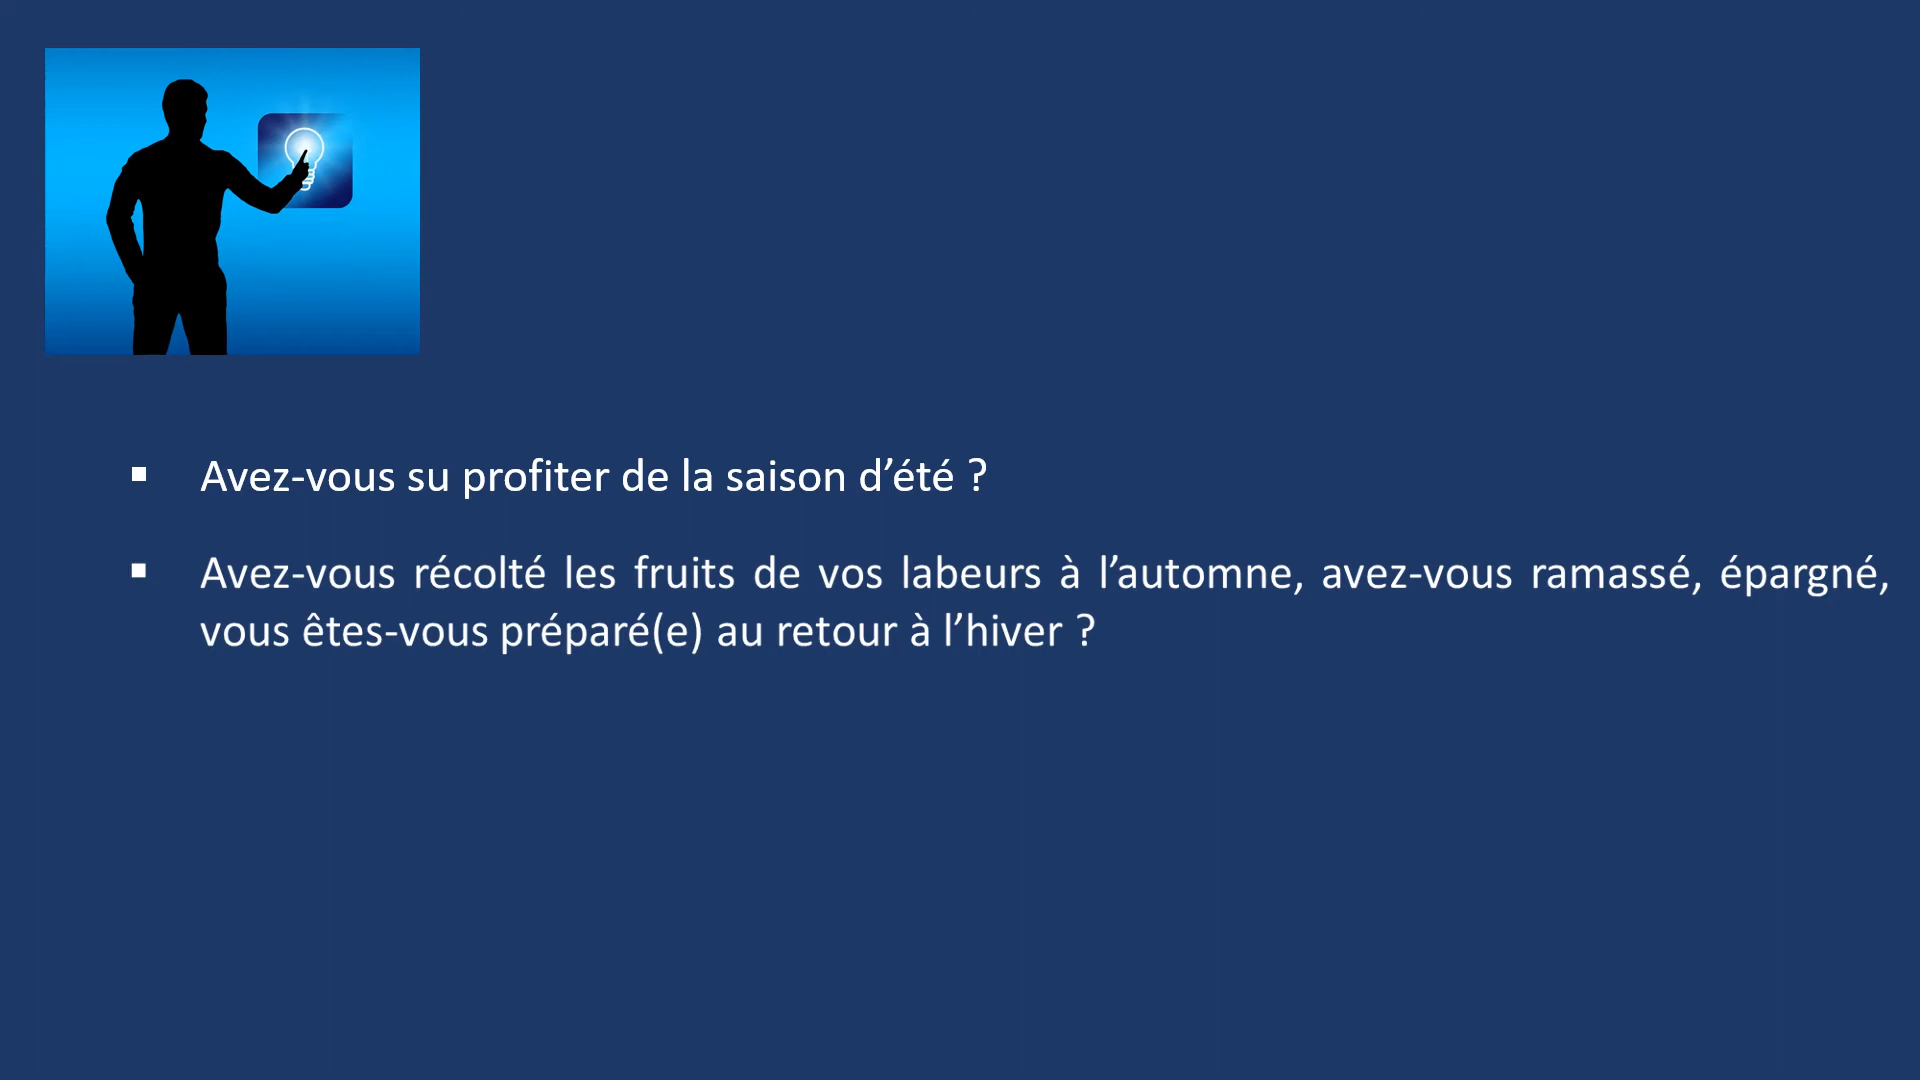 ▪ Avez-vous su profiter de la saison d’été ?
▪ Avez-vous récolté les fruits de vos labeurs à l’automne, avez-vous ramassé, épargné,
vous êtes-vous préparé(e) au retour à l’hiver ?